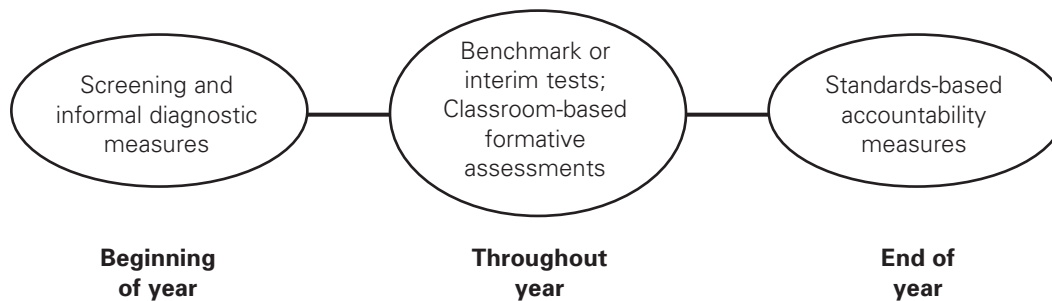 Screening and
informal diagnostic
measures
Benchmark or
interim tests;
Classroom-based
formative
assessments
Standards-based
accountability
measures
Beginning
of year
Throughout
year
End of
year